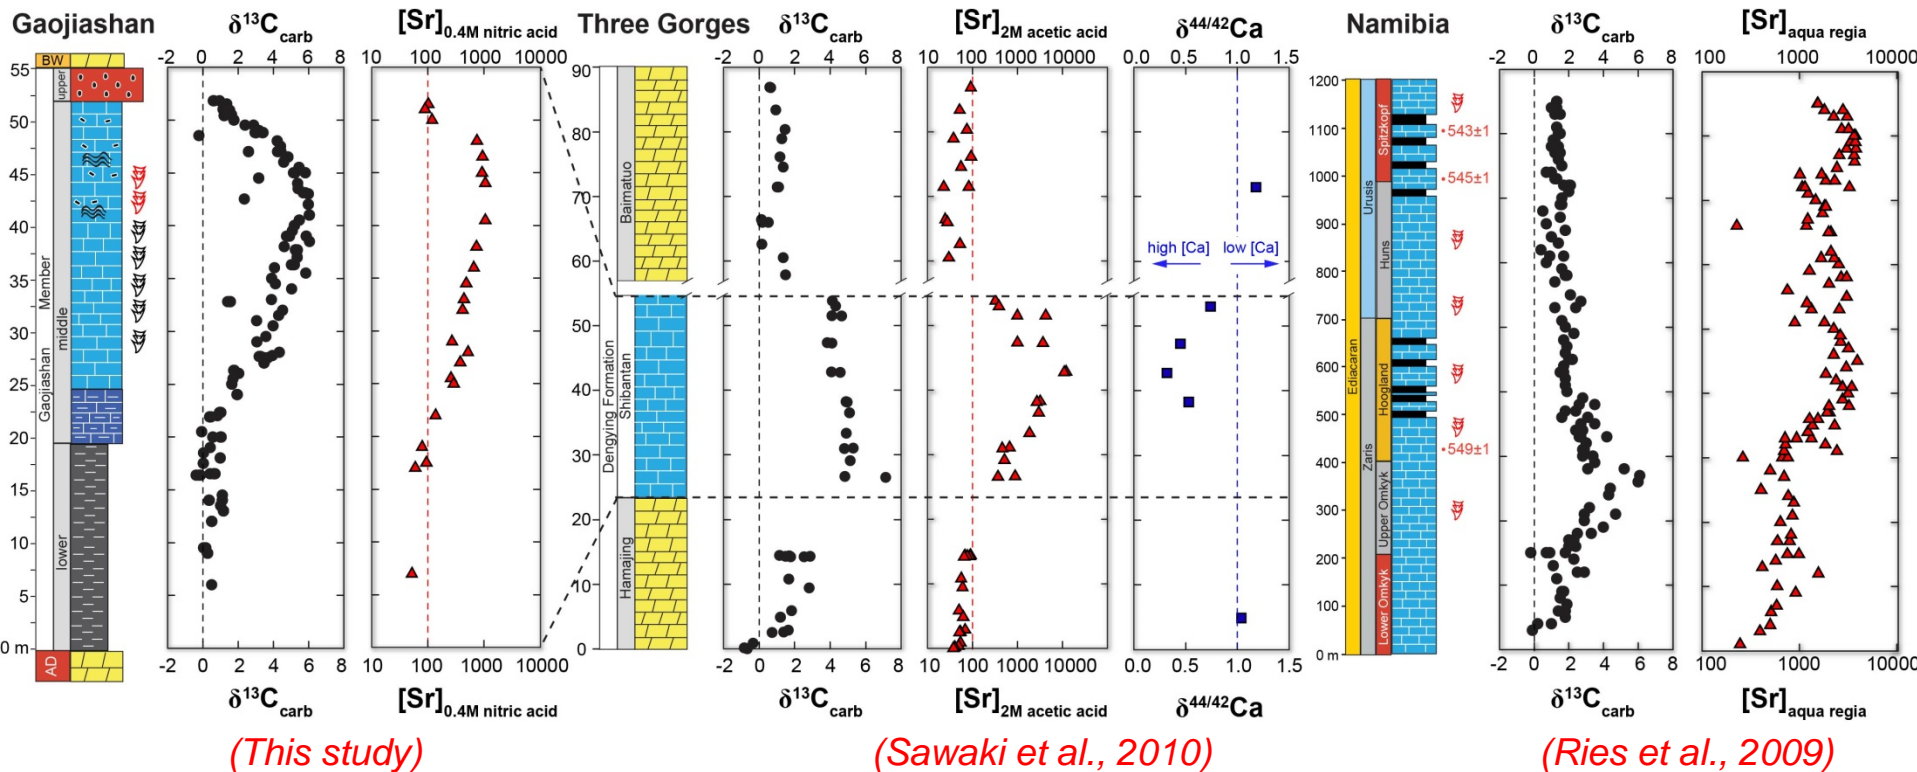 Gaojiashan
δ13Ccarb
[Sr]0.4M nitric acid
Three Gorges
δ13Ccarb
[Sr]2M acetic acid
δ44/42Ca
Namibia
δ13Ccarb
[Sr]aqua regia
-2 0 2 4 6 8
10 100 1000 10000
-2 0 2 4 6 8
10 1000 10000
0.0 0.5 1.0 1.5
-2 0 2 4 6 8
100 1000 10000
BW
upper
middle
lower
Gaojiashan Member
AD
55
50
45
40
35
30
25
20
15
10
5
0 m
90
80
70
60
50
40
30
20
10
0
Baimatuo
Shibantan
Dengying Formation
Hamajing
high [Ca]
low [Ca]
1200
1100
1000
900
800
700
600
500
400
300
200
100
0 m
Ediacaran
Urusis
Zaris
Spitzkopf
Huns
Hoogland
Upper Omkyk
Lower Omkyk
543±1
545±1
549±1
-2 0 2 4 6 8
10 100 1000 10000
-2 0 2 4 6 8
10 100 1000 10000
0.0 0.5 1.0 1.5
-2 0 2 4 6 8
100 1000 10000
δ13Ccarb
[Sr]0.4M nitric acid
δ13Ccarb
[Sr]2M acetic acid
δ44/42Ca
δ13Ccarb
[Sr]aqua regia
(This study)
(Sawaki et al., 2010)
(Ries et al., 2009)